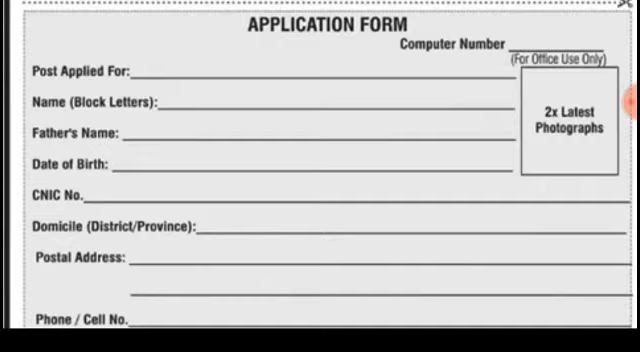 APPLICATION FORM
Computer Number
(For Office Use Only)
Post Applied For:
Name (Block Letters):
2x Latest
Photographs
Father's Name:
Date of Birth:
CNIC No.
Domicile (District/Province):
Postal Address:
Phone / Cell No.